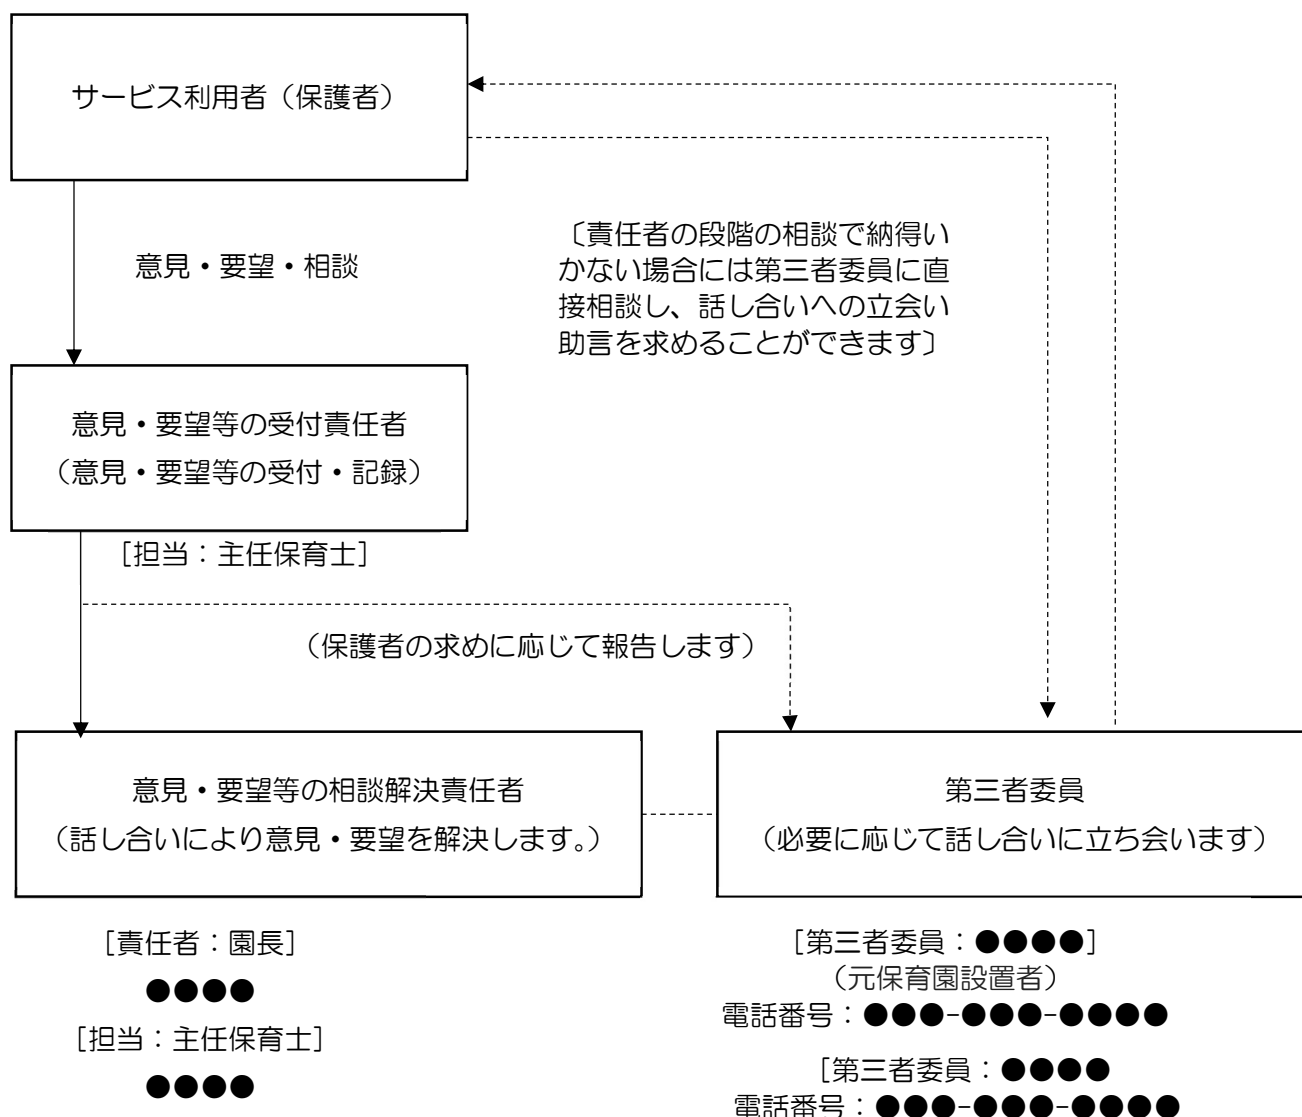 サービス利用者（保護者）
意見・要望・相談
〔責任者の段階の相談で納得い
かない場合には第三者委員に直
接相談し、話し合いへの立会い
助言を求めることができます〕
意見・要望等の受付責任者
（意見・要望等の受付・記録）
[担当：主任保育士]
（保護者の求めに応じて報告します）
意見・要望等の相談解決責任者
（話し合いにより意見・要望を解決します。）
第三者委員
（必要に応じて話し合いに立ち会います）
[責任者：園長]
●●●●
[担当：主任保育士]
●●●●
[第三者委員：●●●●]
（元保育園設置者）
電話番号：●●●-●●●-●●●●
[第三者委員：●●●●
電話番号：●●●-●●●-●●●●